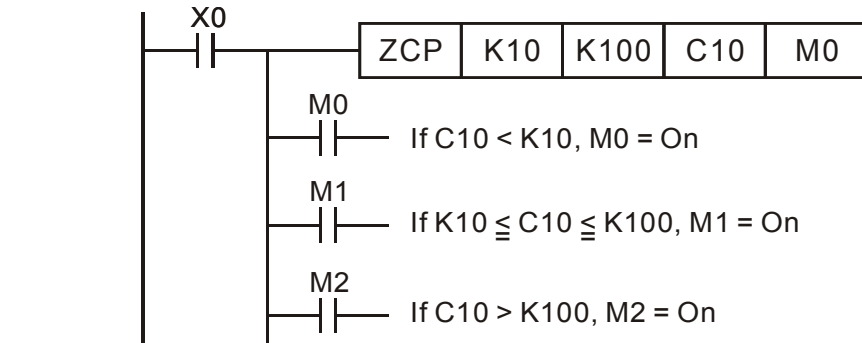 X0
ZCP K10 K100 C10 M0
M0
If C10 < K10, M0 = On
M1
If K10 ≦ C10 ≦ K100, M1 = On
M2
If C10 > K100, M2 = On